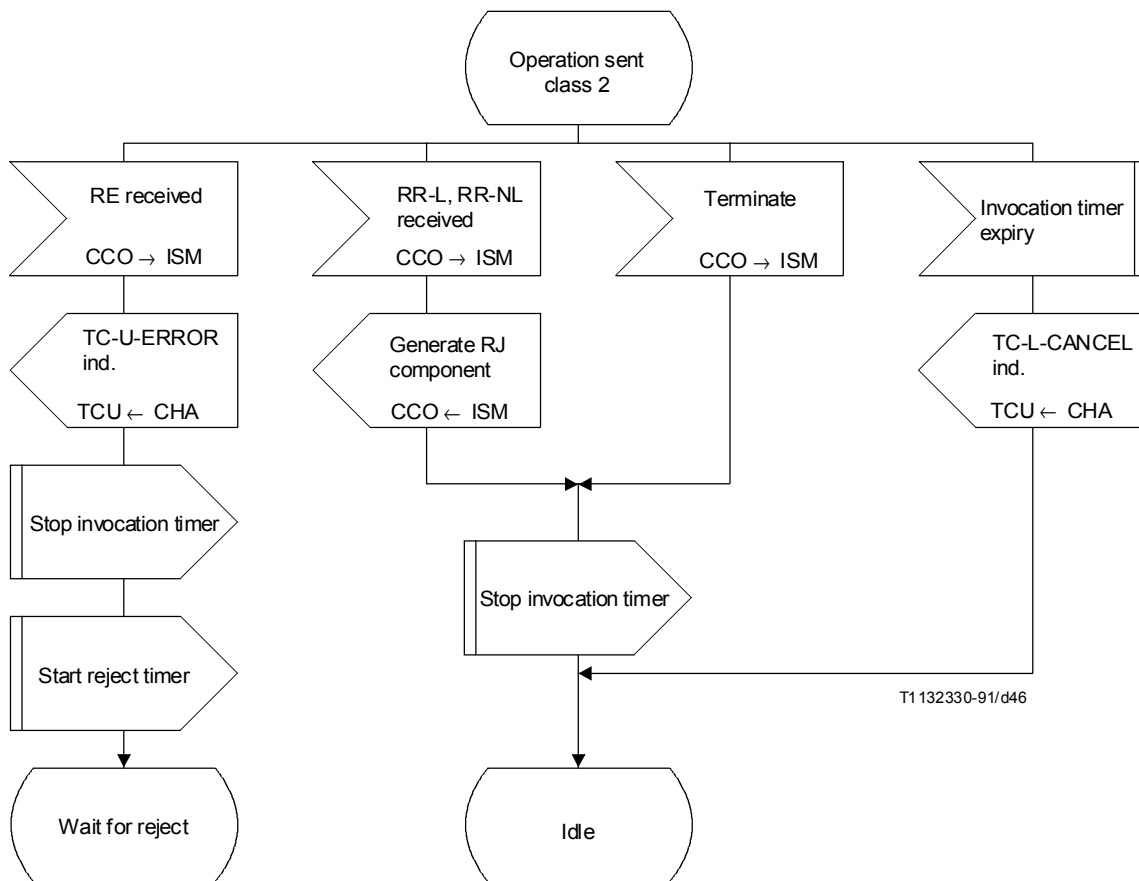 Operation sent
class 2
RE received
CCO → ISM
RR-L, RR-NL
received
CCO → ISM
Terminate
CCO → ISM
Invocation timer
expiry
TC-U-ERROR
ind.
TCU ← CHA
Generate RJ
component
CCO ← ISM
TC-L-CANCEL
ind.
TCU ← CHA
Stop invocation timer
Stop invocation timer
Start reject timer
T1132330-91/d46
Wait for reject
Idle